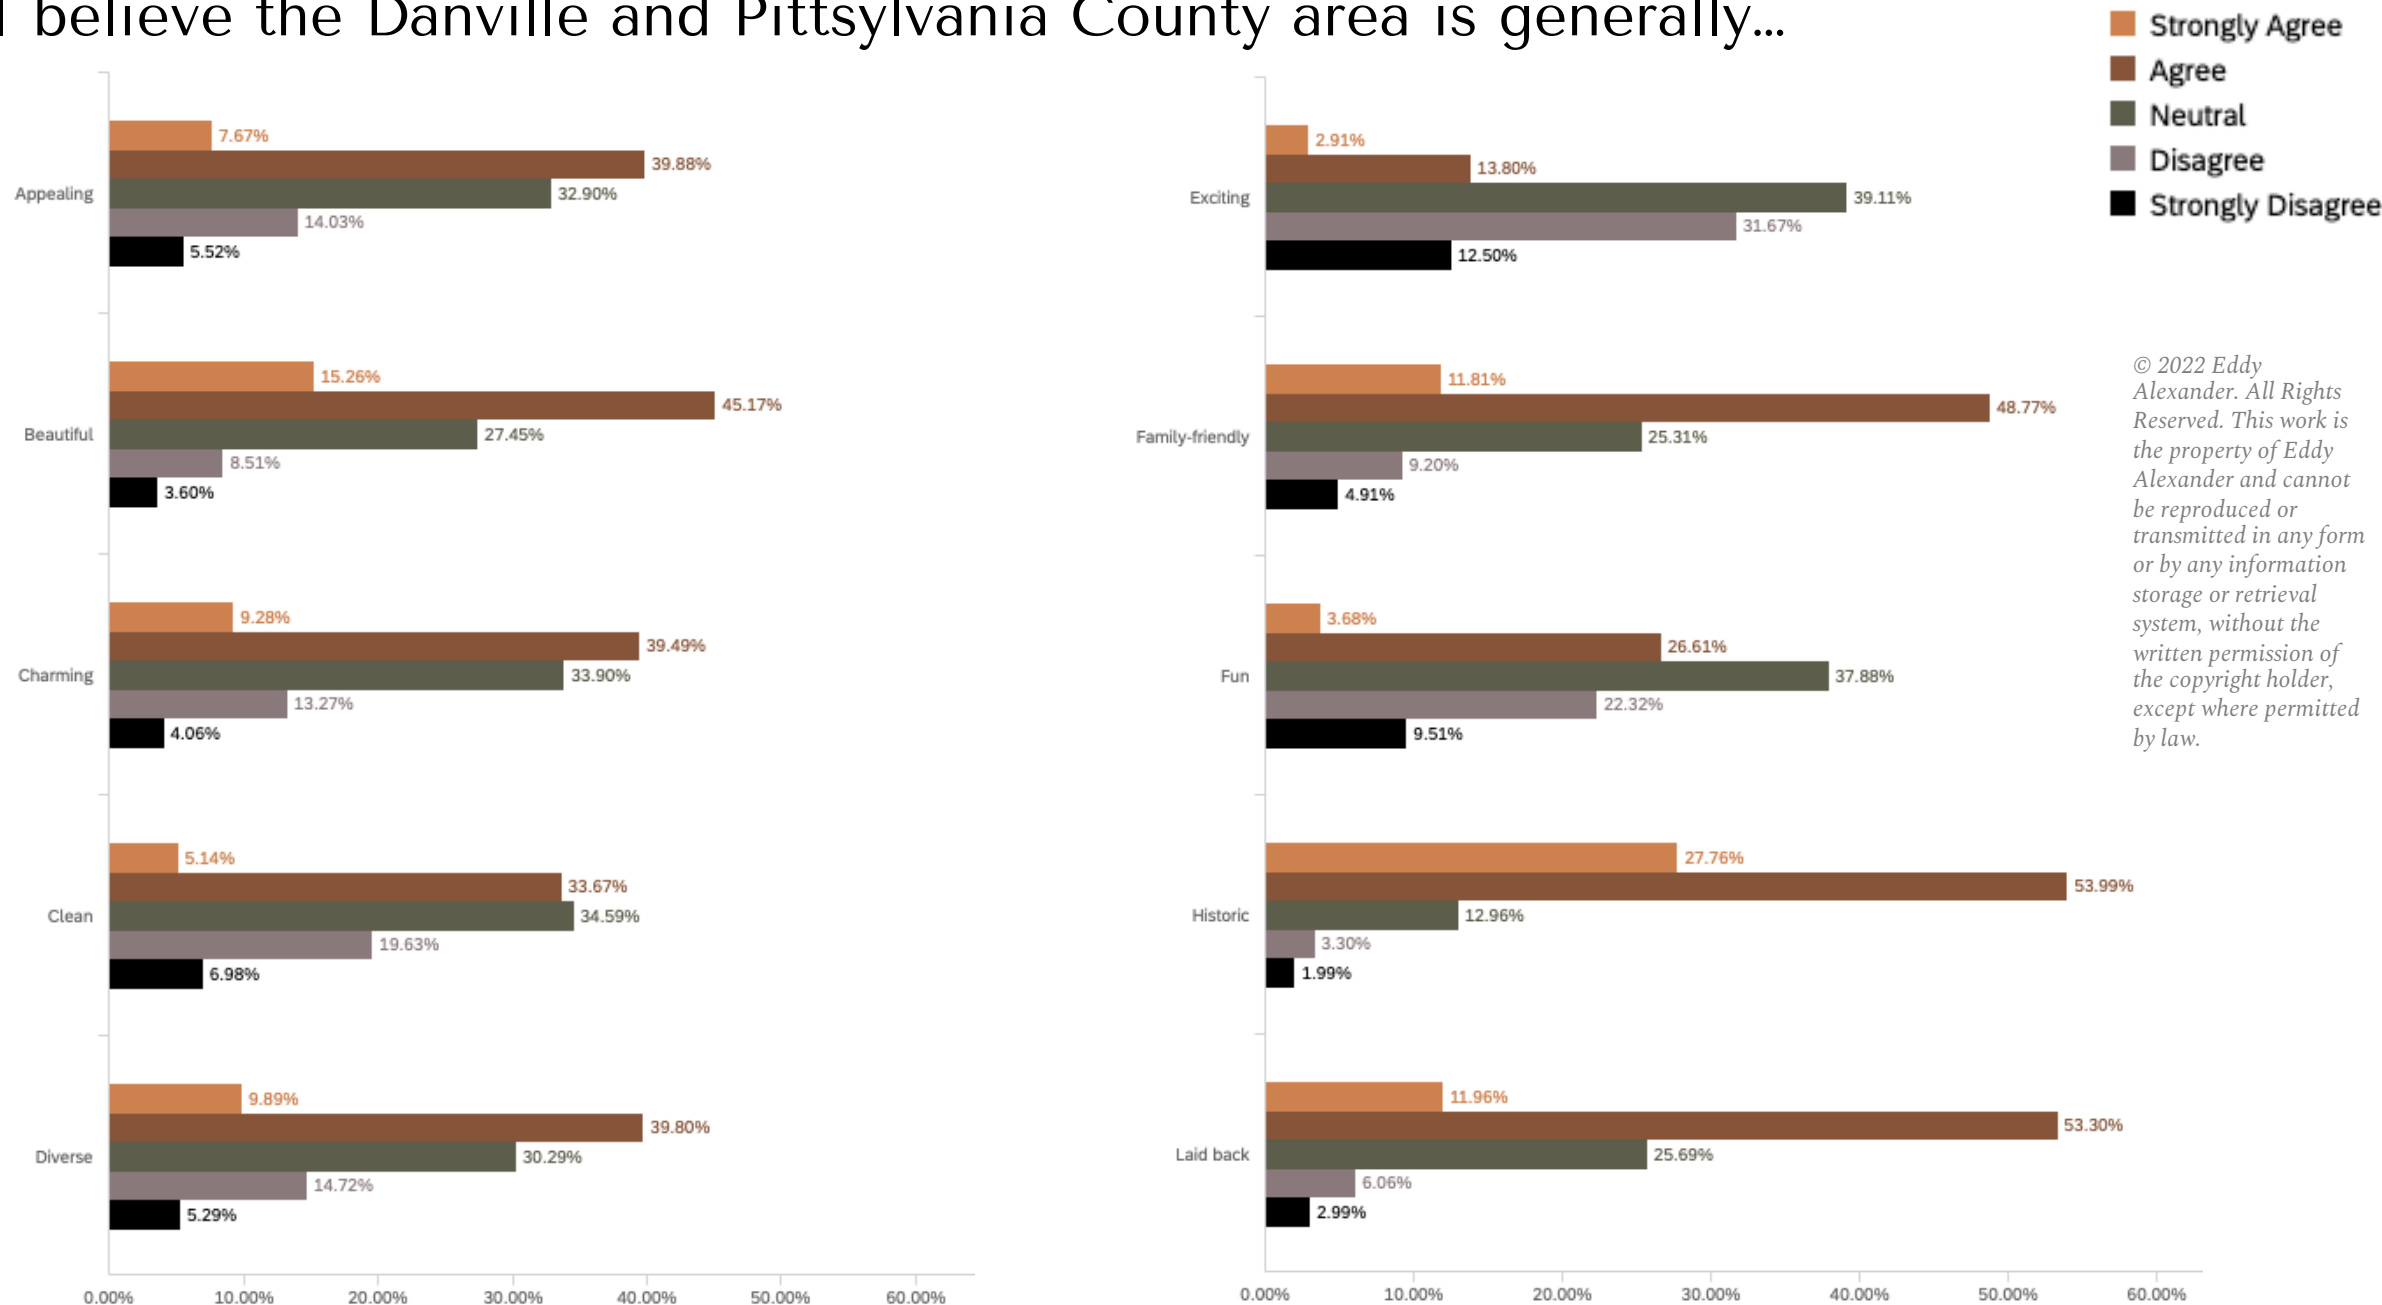 I believe the Danville and Pittsylvania County area is generally...
Appealing
7.67%
39.88%
32.90%
14.03%
5.52%
Beautiful
15.26%
45.17%
27.45%
8.51%
3.60%
Charming
9.28%
39.49%
33.90%
13.27%
4.06%
Clean
5.14%
33.67%
34.59%
19.63%
6.98%
Diverse
9.89%
39.80%
30.29%
14.72%
5.29%
0.00% 10.00% 20.00% 30.00% 40.00% 50.00% 60.00%
Exciting
2.91%
13.80%
39.11%
31.67%
12.50%
Family-friendly
11.81%
48.77%
25.31%
9.20%
4.91%
Fun
3.68%
26.61%
37.88%
22.32%
9.51%
Historic
27.76%
53.99%
12.96%
3.30%
1.99%
Laid back
11.96%
53.30%
25.69%
6.06%
2.99%
0.00% 10.00% 20.00% 30.00% 40.00% 50.00% 60.00%
Strongly Agree
Agree
Neutral
Disagree
Strongly Disagree
© 2022 Eddy
Alexander. All Rights
Reserved. This work is
the property of Eddy
Alexander and cannot
be reproduced or
transmitted in any form
or by any information
storage or retrieval
system, without the
written permission of
the copyright holder,
except where permitted
by law.